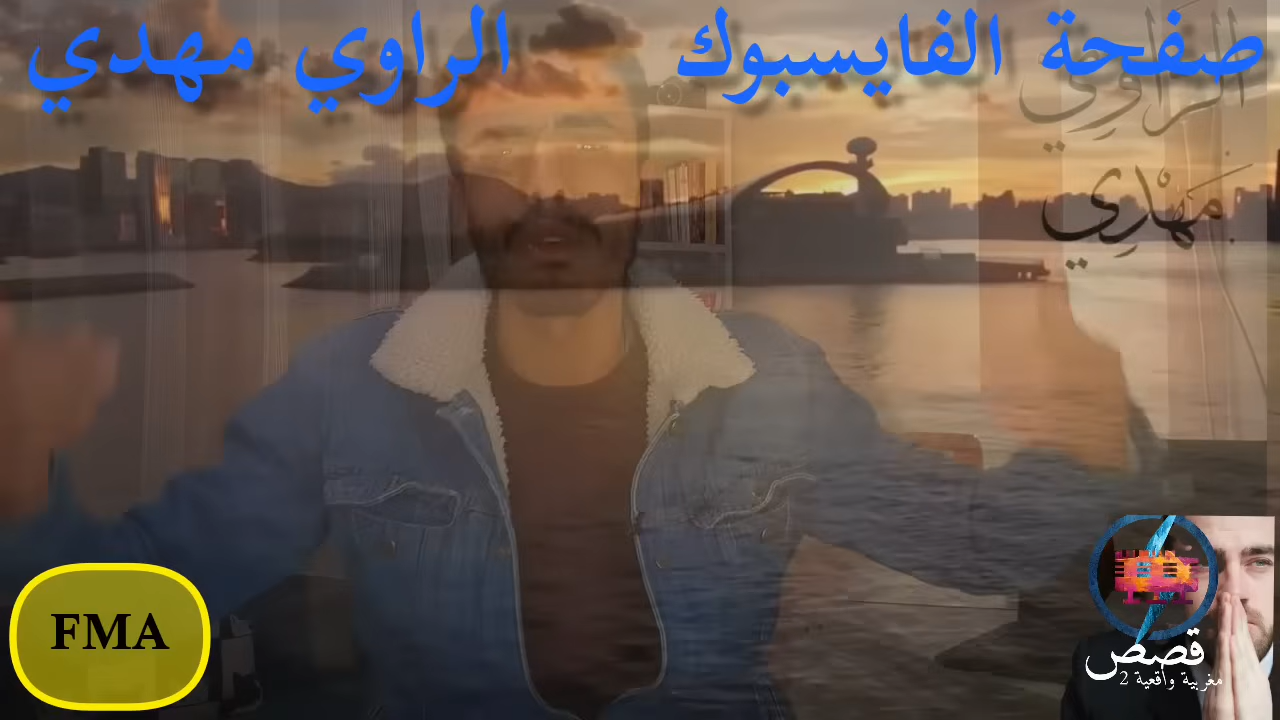 صفحة الفايسبوك الراوي مهدي
الراوي
مهدي
FMA
قصص
مغربية واقعية 2